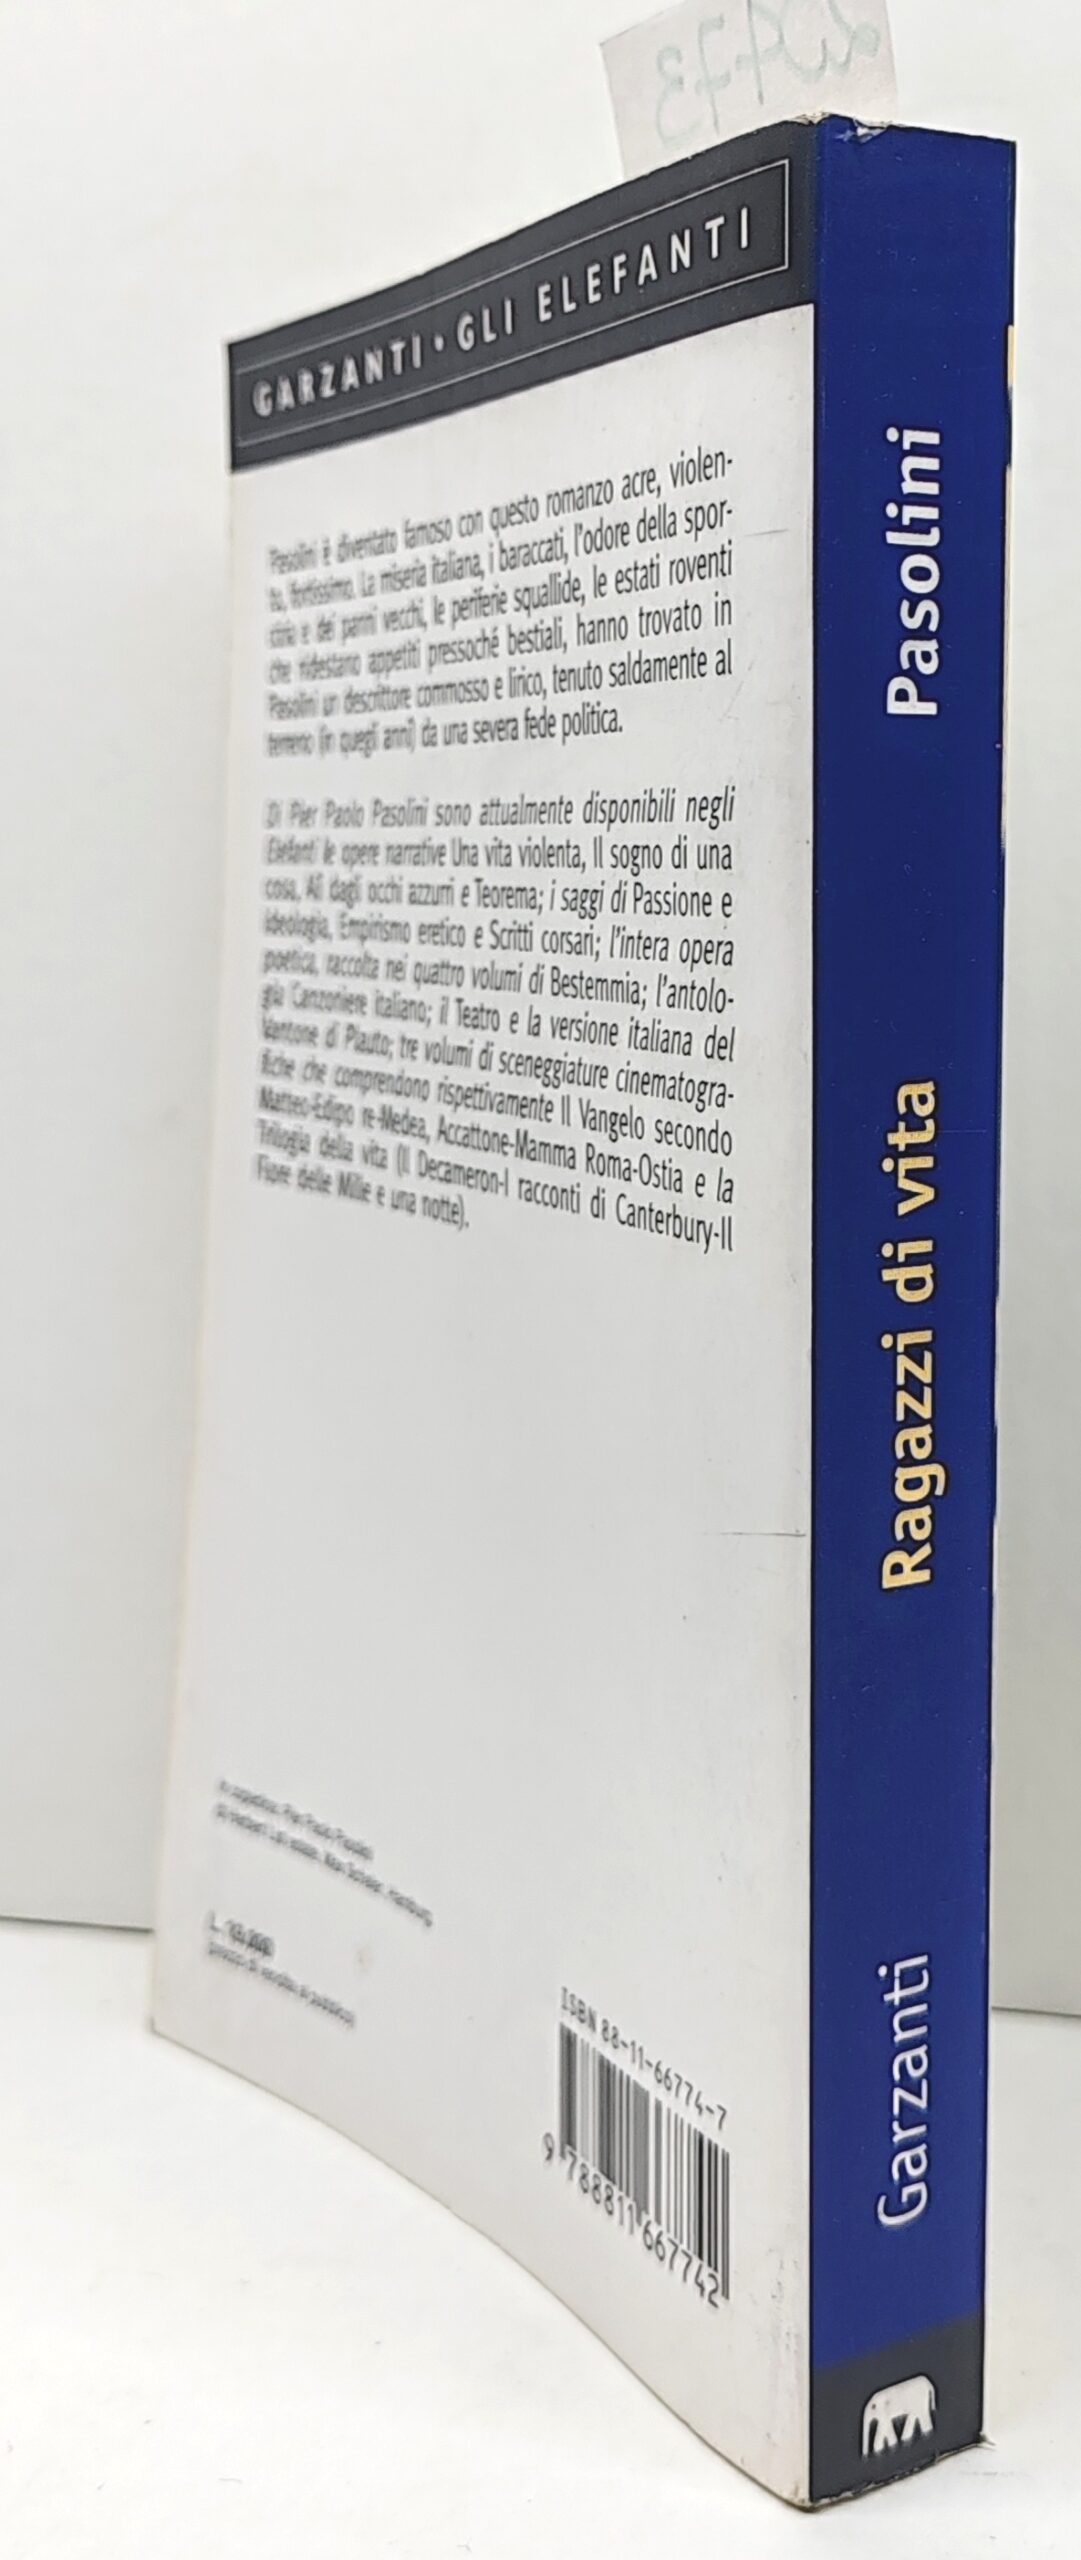 GARZANTI • GLI ELEFANTI
Pasolini è diventato famoso con questo romanzo acre, violen-
to, fortissimo. La miseria italiana, i baraccati, l'odore della spor-
cizia e dei panni vecchi, le periferie squallide, le estati roventi
che ridestano appetiti pressoché bestiali, hanno trovato in
Pasolini un descrittore commosso e lirico, tenuto saldamente al
terreno (in quegli anni) da una severa fede politica.
Di Pier Paolo Pasolini sono attualmente disponibili negli
Elefanti le opere narrative Una vita violenta, Il sogno di una
cosa, Alì dagli occhi azzurri e Teorema; i saggi di Passione e
ideologia, Empirismo eretico e Scritti corsari; l'intera opera
poetica, raccolta nei quattro volumi di Bestemmia; l'antolo-
gia Canzoniere italiano; il Teatro e la versione italiana del
Vantone di Plauto; tre volumi di sceneggiature cinematogra-
fiche che comprendono rispettivamente Il Vangelo secondo
Matteo-Edipo re-Medea, Accattone-Mamma Roma-Ostia e la
Trilogia della vita (Il Decameron-I racconti di Canterbury-Il
Fiore delle Mille e una notte).
In copertina: Pier Paolo Pasolini
ISBN 88-11-66774-7
9 788811 667742
Pasolini
Ragazzi di vita
Garzanti